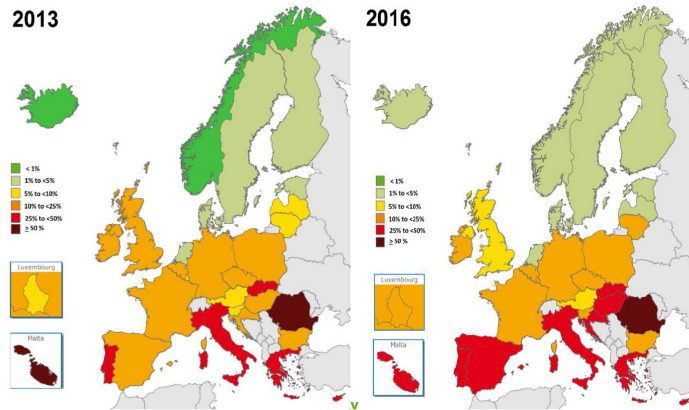 2013
< 1%
1% to <5%
5% to <10%
10% to <25%
25% to <50%
≥ 50 %
Luxembourg
Malta
v
2016
< 1%
1% to <5%
5% to <10%
10% to <25%
25% to <50%
≥ 50 %
Luxembourg
Malta